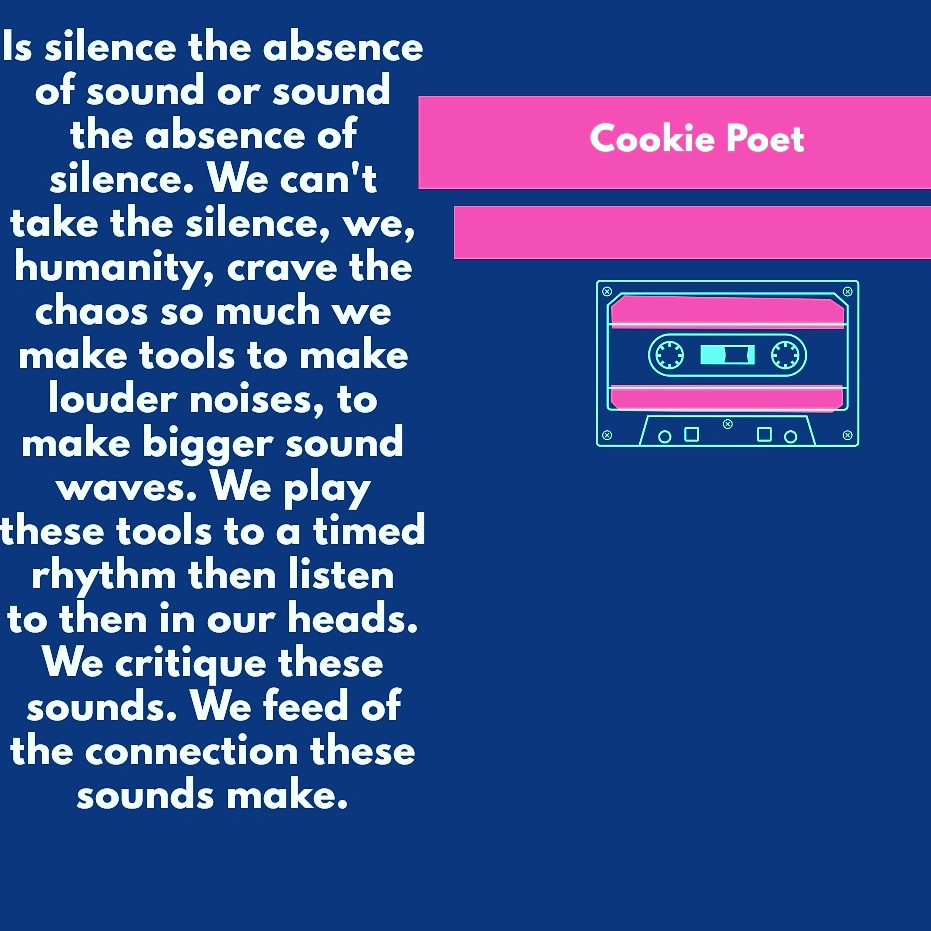 Is silence the absence
of sound or sound
the absence of
silence. We can't
take the silence, we,
humanity, crave the
chaos so much we
make tools to make
louder noises, to
make bigger sound
waves. We play
these tools to a timed
rhythm then listen
to then in our heads.
We critique these
sounds. We feed of
the connection these
sounds make.
Cookie Poet